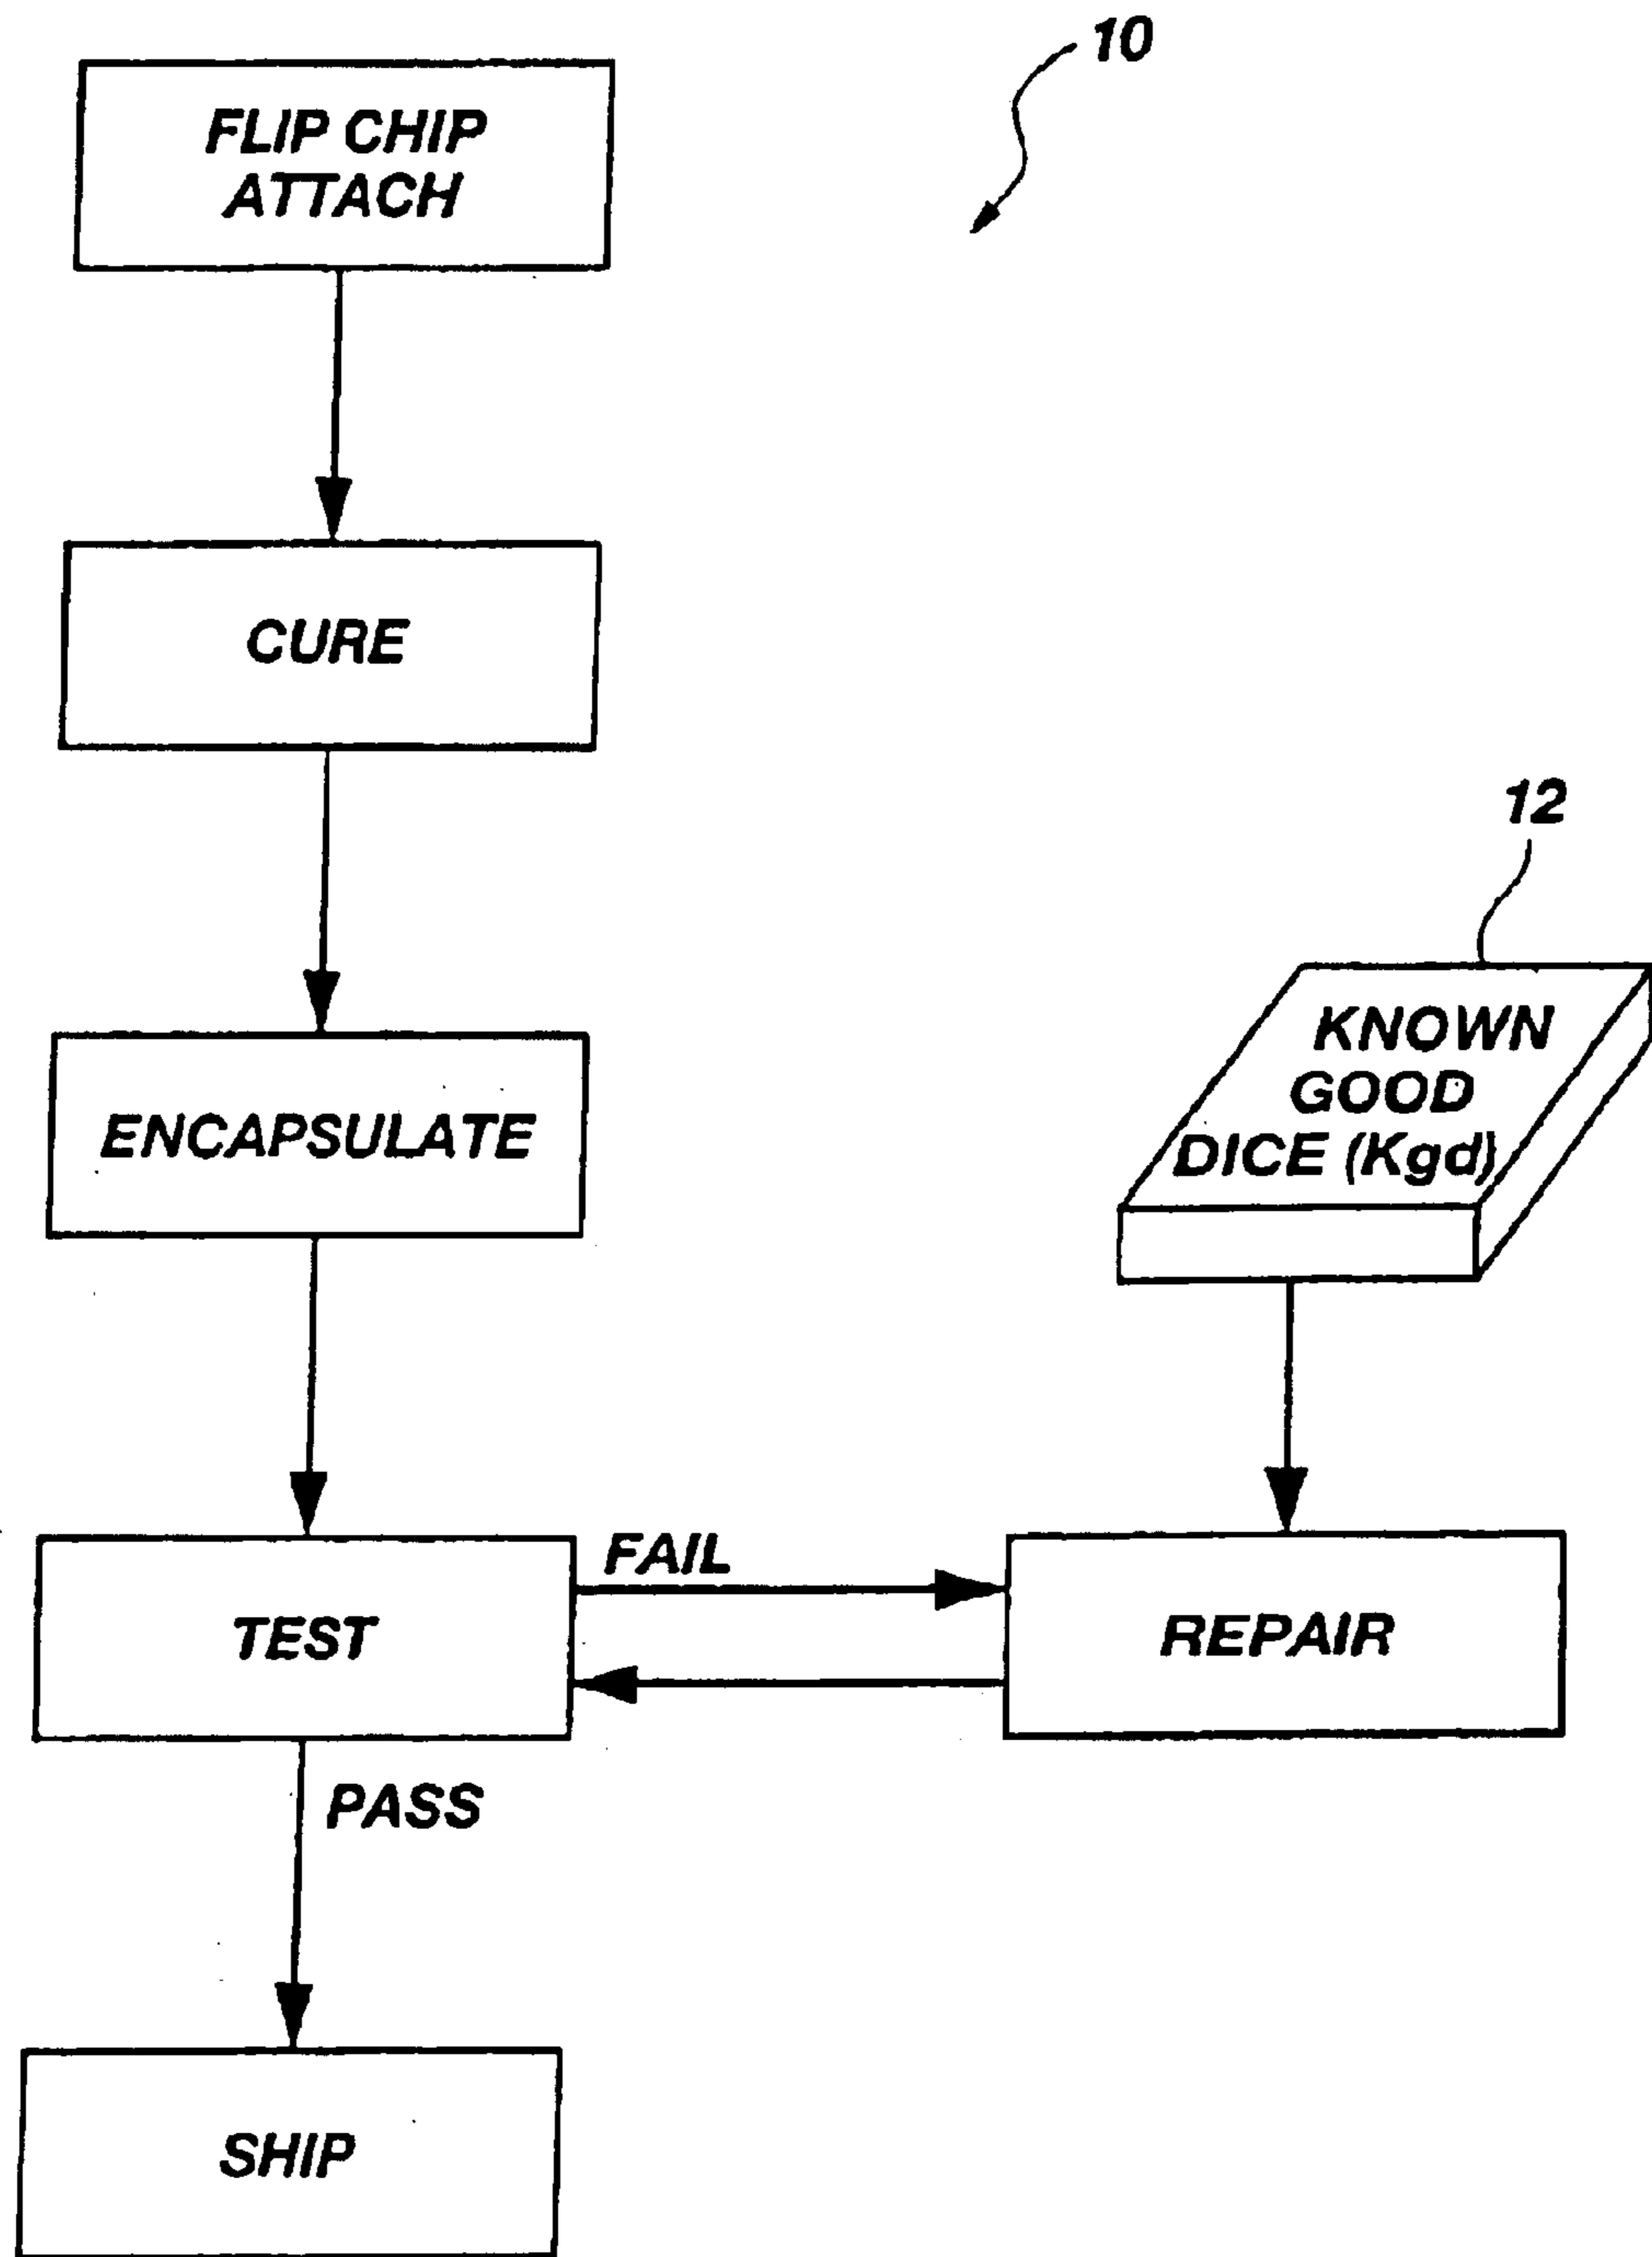 10
FLIP CHIP
ATTACH
CURE
12
KNOWN
GOOD
DICE (Kgd)
ENCAPSULATE
FAIL
TEST
REPAIR
PASS
SHIP